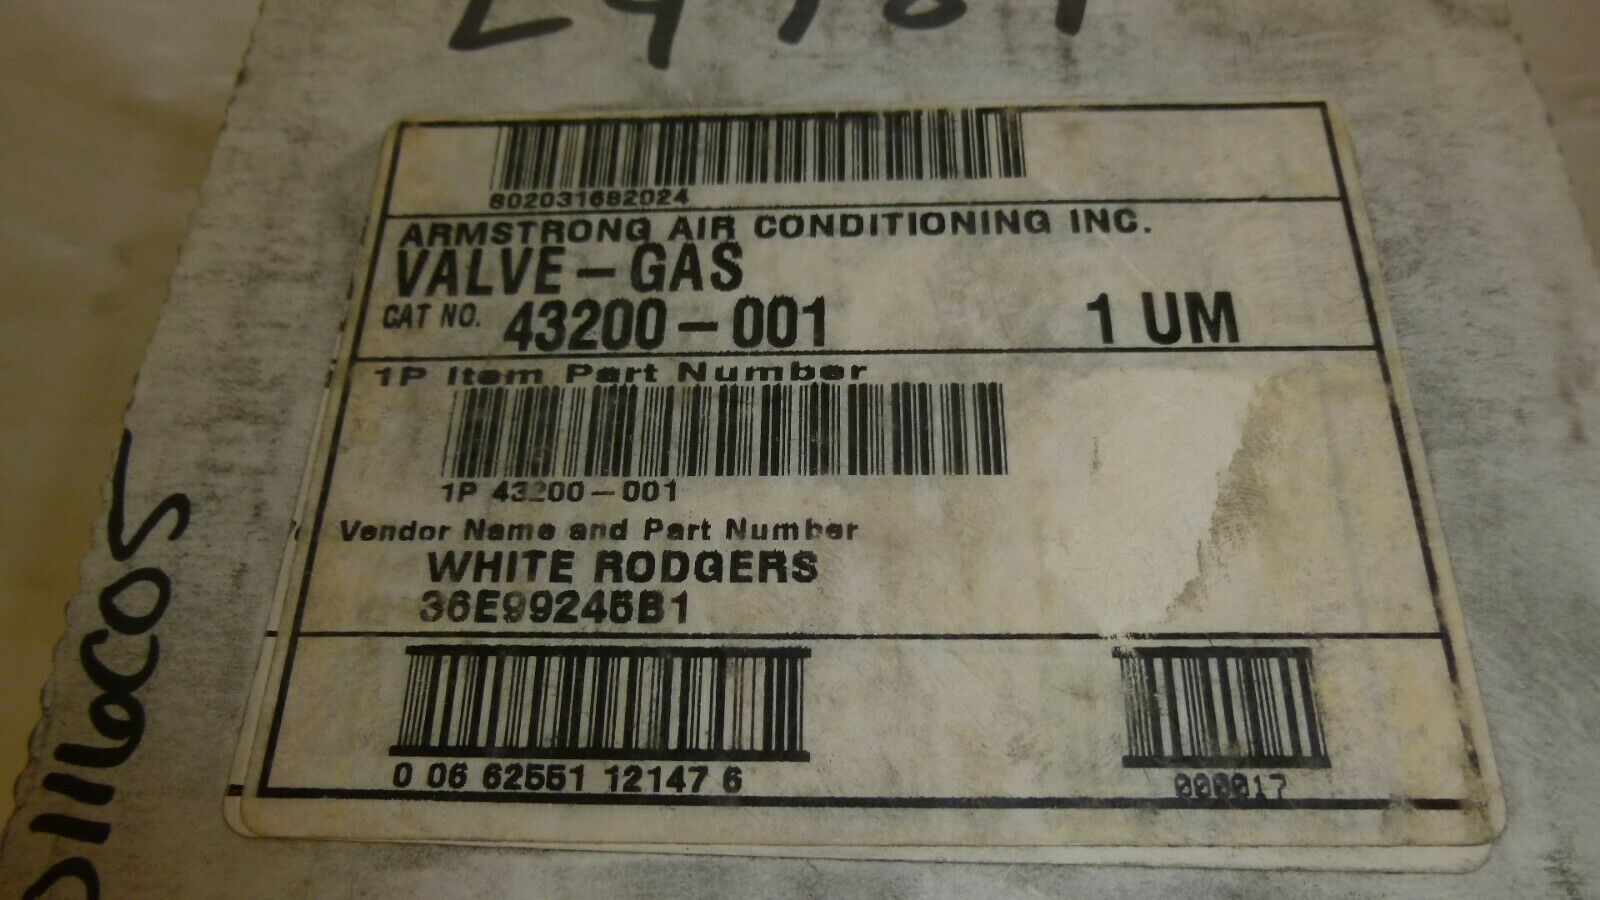 802031682024
ARMSTRONG AIR CONDITIONING INC.
VALVE-GAS
CAT NO. 43200-001 1 UM
1P Item Part Number
1P 43200-001
Vendor Name and Part Number
WHITE RODGERS
36E99245B1
0 06 62551 12147 6
000017